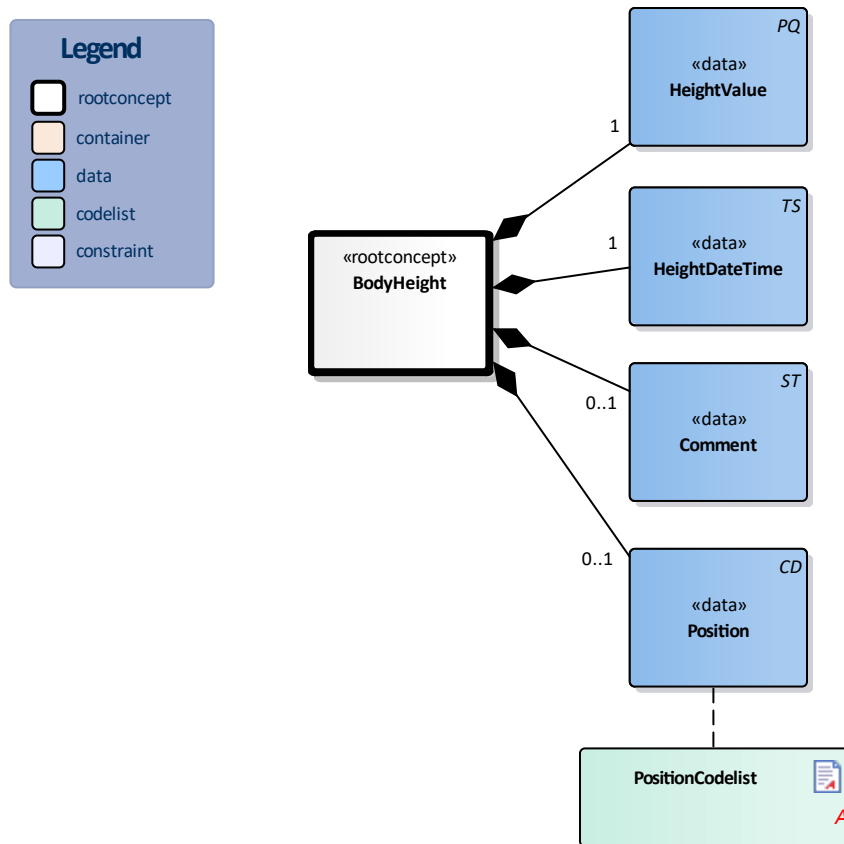 Legend
rootconcept
container
data
codelist
constraint
PQ
«data»
HeightValue
1
TS
«data»
HeightDateTime
1
«rootconcept»
BodyHeight
ST
«data»
Comment
0..1
CD
«data»
Position
0..1
PositionCodelist
A